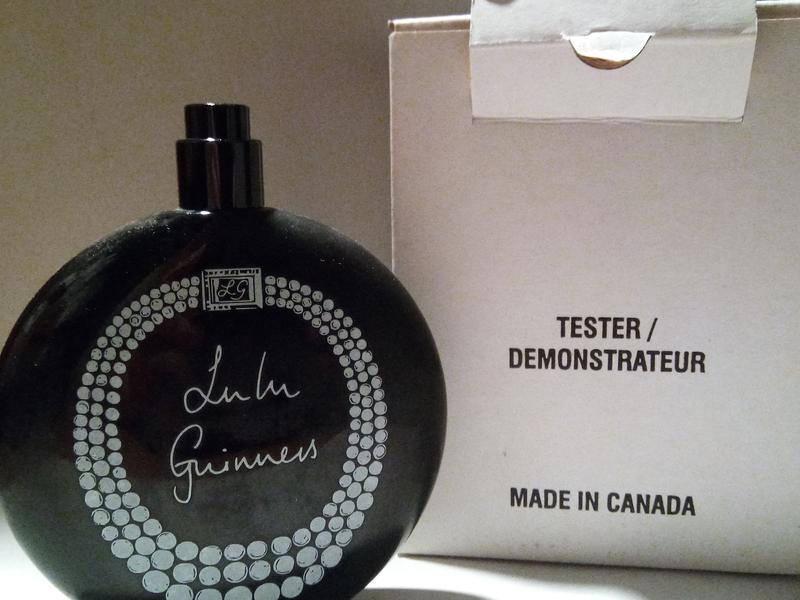 LG
Lulu
Guinness
TESTER /
DEMONSTRATEUR
MADE IN CANADA